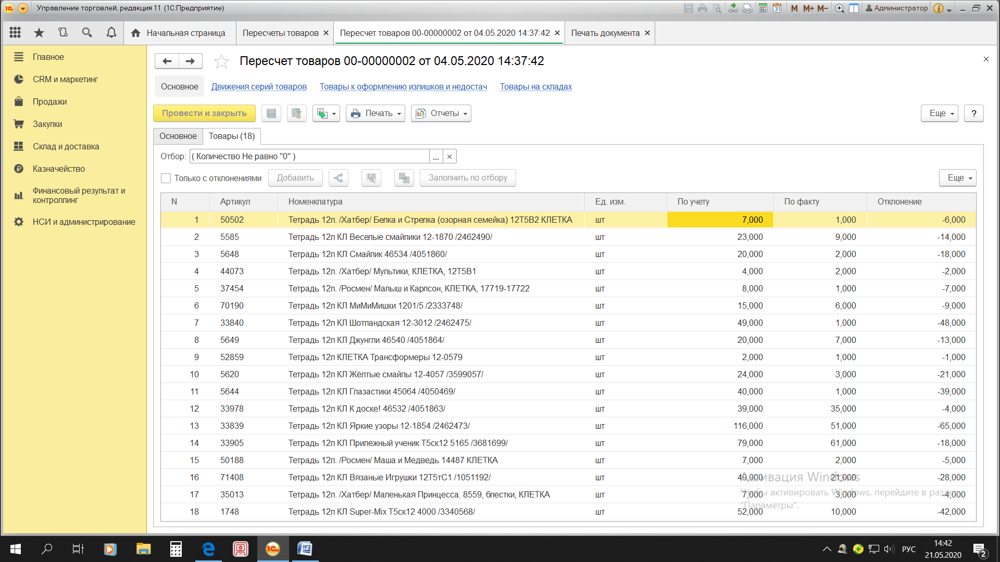 Управление торговлей, редакция 11 (1С:Предприятие)
M M+ M− Администратор
31
Начальная страница
Пересчеты товаров
Пересчет товаров 00-00000002 от 04.05.2020 14:37:42
Печать документа
Главное
CRM и маркетинг
Продажи
Закупки
Склад и доставка
Казначейство
Финансовый результат и
контроллинг
НСИ и администрирование
Пересчет товаров 00-00000002 от 04.05.2020 14:37:42
Основное Движения серий товаров Товары к оформлению излишков и недостач Товары на складах
Провести и закрыть Печать Отчеты Еще ?
Основное Товары (18)
Отбор: ( Количество Не равно "0" ) ...
Только с отклонениями Добавить Заполнить по отбору Еще
N Артикул Номенклатура Ед. изм. По учету По факту Отклонение
1 50502 Тетрадь 12л. /Хатбер/ Белка и Стрелка (озорная семейка) 12Т5В2 КЛЕТКА шт 7,000 1,000 -6,000
2 5585 Тетрадь 12л КЛ Веселые смайлики 12-1870 /2462490/ шт 23,000 9,000 -14,000
3 5648 Тетрадь 12л КЛ Смайлик 46534 /4051860/ шт 20,000 2,000 -18,000
4 44073 Тетрадь 12л. /Хатбер/ Мультики, КЛЕТКА, 12Т5В1 шт 4,000 2,000 -2,000
5 37454 Тетрадь 12л. /Росмен/ Малыш и Карлсон, КЛЕТКА, 17719-17722 шт 8,000 1,000 -7,000
6 70190 Тетрадь 12л КЛ МиМиМишки 1201/5 /2333748/ шт 15,000 6,000 -9,000
7 33840 Тетрадь 12л КЛ Шотландская 12-3012 /2462475/ шт 49,000 1,000 -48,000
8 5649 Тетрадь 12л КЛ Джунгли 46540 /4051864/ шт 20,000 7,000 -13,000
9 52859 Тетрадь 12л КЛЕТКА Трансформеры 12-0579 шт 2,000 1,000 -1,000
10 5620 Тетрадь 12л КЛ Жёлтые смайлы 12-4057 /3599057/ шт 24,000 3,000 -21,000
11 5644 Тетрадь 12л КЛ Глазастики 45064 /4050469/ шт 40,000 1,000 -39,000
12 33978 Тетрадь 12л КЛ К доске! 46532 /4051863/ шт 39,000 35,000 -4,000
13 33839 Тетрадь 12л КЛ Яркие узоры 12-1854 /2462473/ шт 116,000 51,000 -65,000
14 33905 Тетрадь 12л КЛ Прилежный ученик Т5ск12 5165 /3681699/ шт 79,000 61,000 -18,000
15 50188 Тетрадь 12л. /Росмен/ Маша и Медведь 14487 КЛЕТКА шт 7,000 2,000 -5,000
16 71408 Тетрадь 12л КЛ Вязаные Игрушки 12Т5тС1 /1051192/ шт 49,000 21,000 -28,000
17 35013 Тетрадь 12л. /Хатбер/ Маленькая Принцесса. 8559, блестки, КЛЕТКА шт 7,000 3,000 -4,000
18 1748 Тетрадь 12л КЛ Super-Mix Т5ск12 4000 /3340568/ шт 52,000 10,000 -42,000
Активация Windows
Чтобы активировать Windows, перейдите в раздел
"Параметры".
РУС
14:42
21.05.2020
2